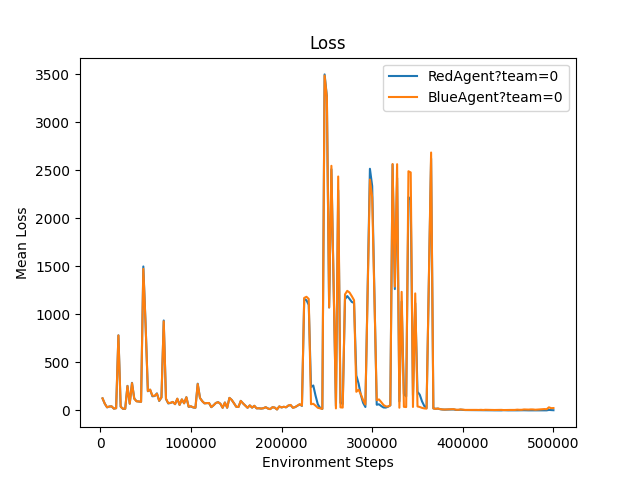 Loss
RedAgent?team=0
BlueAgent?team=0
Mean Loss
3500
3000
2500
2000
1500
1000
500
0
0
100000
200000
300000
400000
500000
Environment Steps